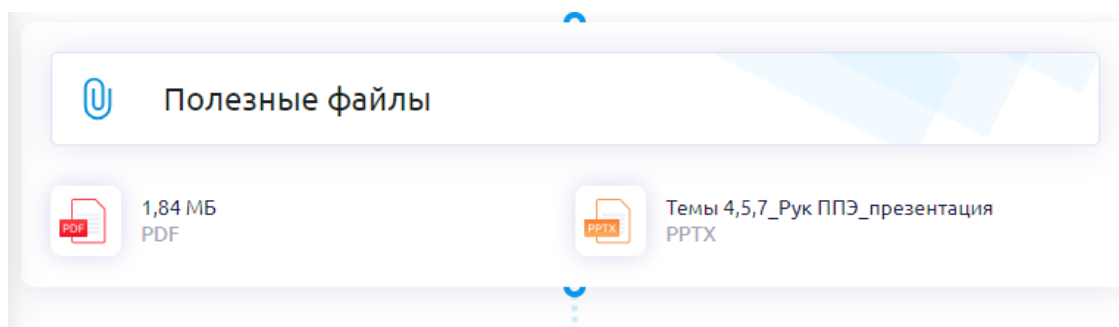 Полезные файлы
PDF
1,84 МБ
PDF
PPTX
Темы 4,5,7_Рук ППЭ_презентация
PPTX